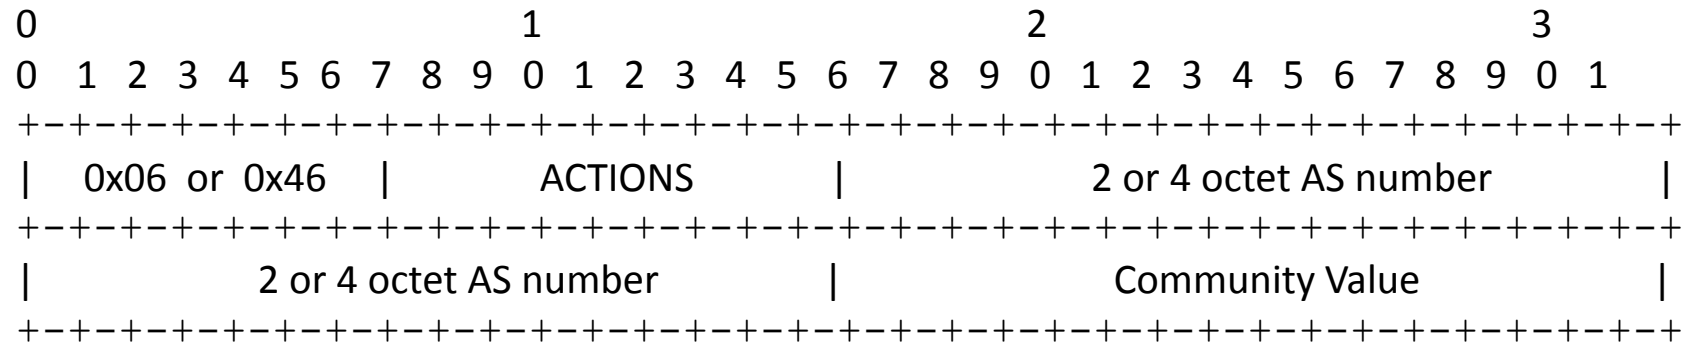 0 1 2 3
0 1 2 3 4 5 6 7 8 9 0 1 2 3 4 5 6 7 8 9 0 1 2 3 4 5 6 7 8 9 0 1
+-+-+-+-+-+-+-+-+-+-+-+-+-+-+-+-+-+-+-+-+-+-+-+-+-+-+-+-+-+-+-+-+
| 0x06 or 0x46 | ACTIONS | 2 or 4 octet AS number |
+-+-+-+-+-+-+-+-+-+-+-+-+-+-+-+-+-+-+-+-+-+-+-+-+-+-+-+-+-+-+-+-+
| 2 or 4 octet AS number | Community Value |
+-+-+-+-+-+-+-+-+-+-+-+-+-+-+-+-+-+-+-+-+-+-+-+-+-+-+-+-+-+-+-+-+